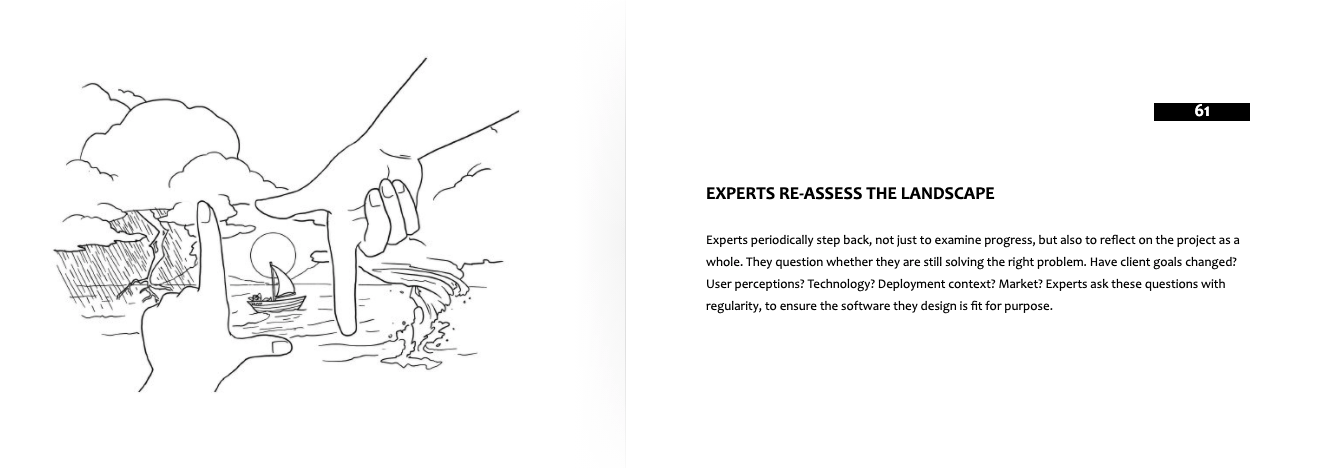 61
EXPERTS RE-ASSESS THE LANDSCAPE
Experts periodically step back, not just to examine progress, but also to reflect on the project as a
whole. They question whether they are still solving the right problem. Have client goals changed?
User perceptions? Technology? Deployment context? Market? Experts ask these questions with
regularity, to ensure the software they design is fit for purpose.